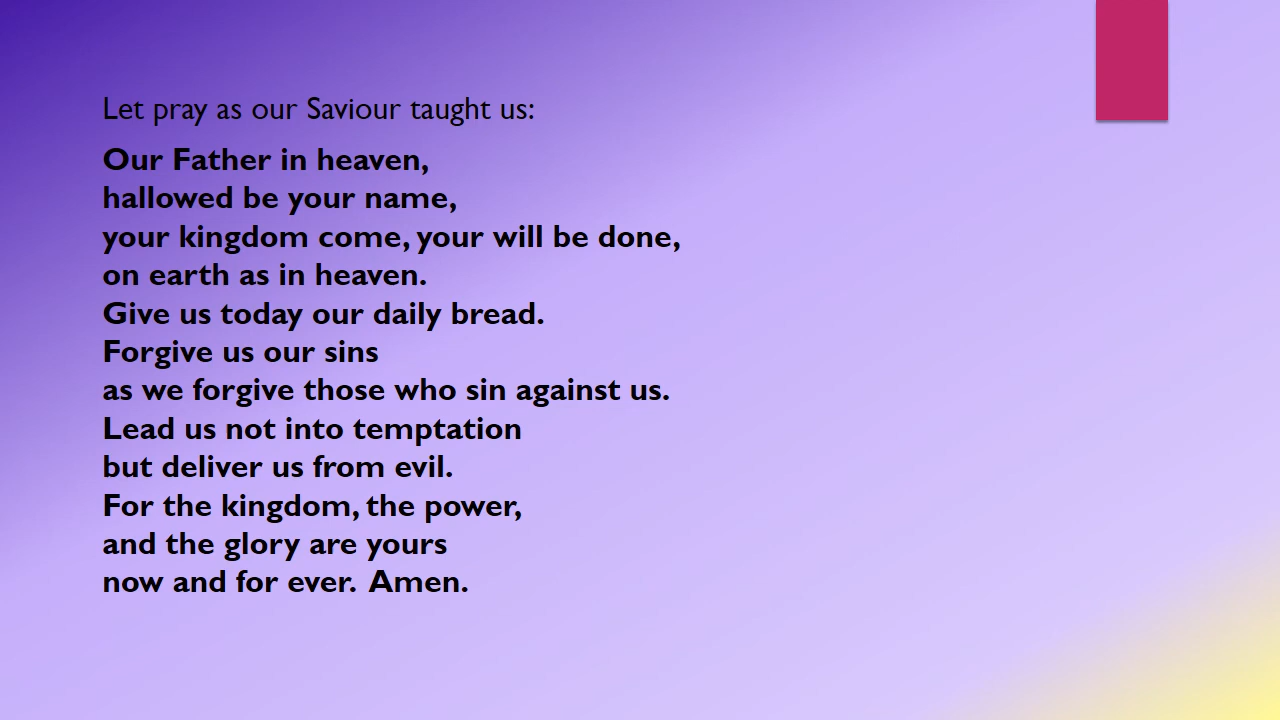 Let pray as our Saviour taught us:
Our Father in heaven,
hallowed be your name,
your kingdom come, your will be done,
on earth as in heaven.
Give us today our daily bread.
Forgive us our sins
as we forgive those who sin against us.
Lead us not into temptation
but deliver us from evil.
For the kingdom, the power,
and the glory are yours
now and for ever.  Amen.